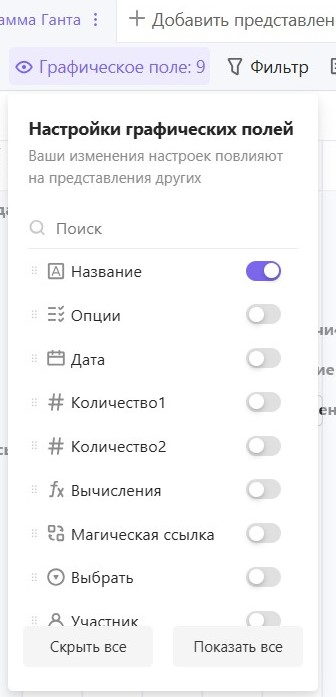 амма Ганта
Добавить представлен
Графическое поле: 9
Фильтр
Настройки графических полей
Ваши изменения настроек повлияют
на представления других
Поиск
Название
Опции
Дата
Количество1
Количество2
Вычисления
Магическая ссылка
Выбрать
Участник
Скрыть все
Показать все